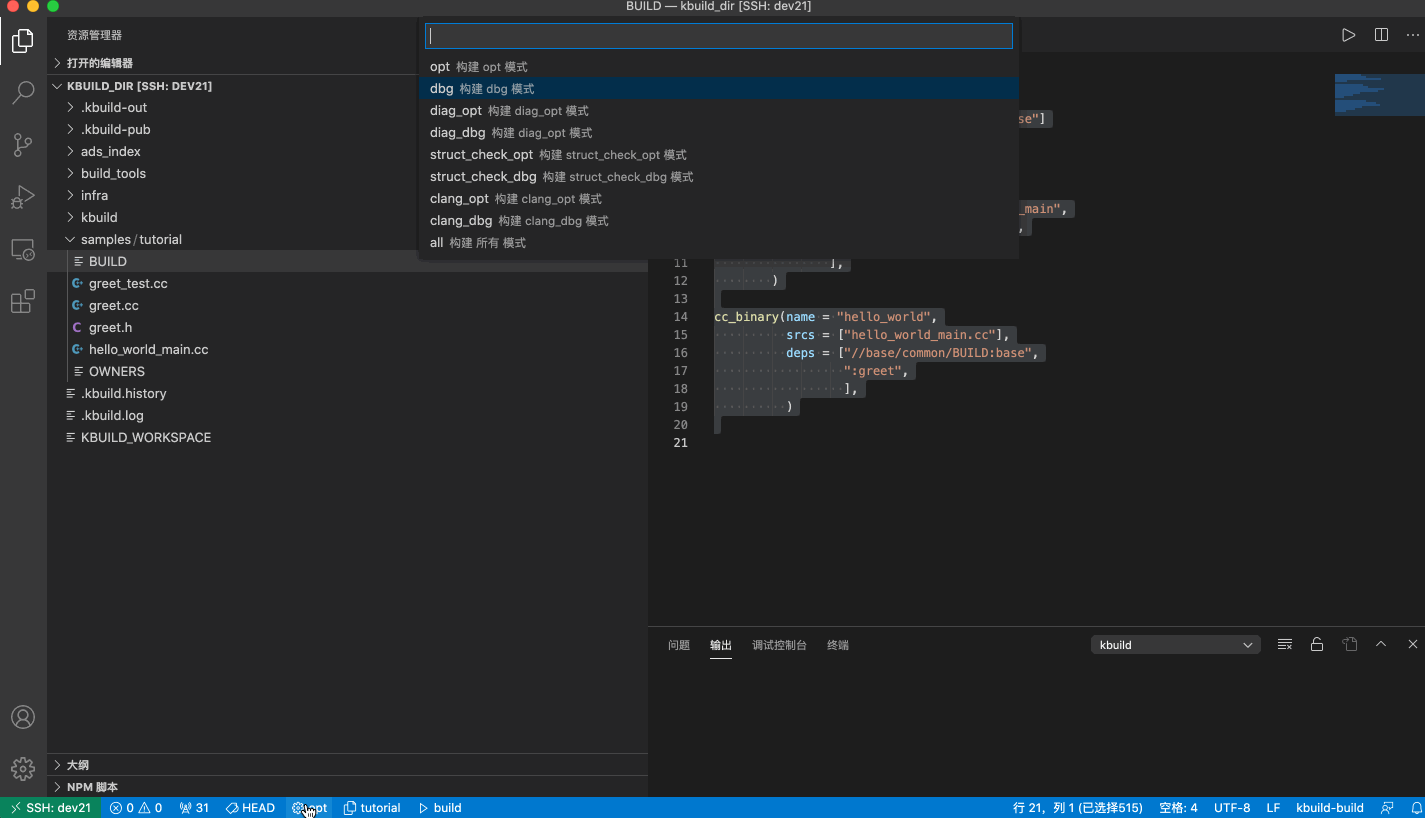 BUILD — kbuild_dir [SSH: dev21]
资源管理器
打开的编辑器
KBUILD_DIR [SSH: DEV21]
.kbuild-out
.kbuild-pub
ads_index
build_tools
infra
kbuild
samples/tutorial
BUILD
greet_test.cc
greet.cc
greet.h
hello_world_main.cc
OWNERS
.kbuild.history
.kbuild.log
KBUILD_WORKSPACE
大纲
NPM 脚本
opt 构建 opt 模式
dbg 构建 dbg 模式
diag_opt 构建 diag_opt 模式
diag_dbg 构建 diag_opt 模式
struct_check_opt 构建 struct_check_opt 模式
struct_check_dbg 构建 struct_check_dbg 模式
clang_opt 构建 clang_opt 模式
clang_dbg 构建 clang_dbg 模式
all 构建 所有 模式
se"]
_main",
,
11 ],
12 )
13
14 cc_binary(name = "hello_world",
15 srcs = ["hello_world_main.cc"],
16 deps = ["//base/common/BUILD:base",
17 ":greet",
18 ],
19 )
20
21
问题 输出 调试控制台 终端 kbuild
SSH: dev21 0 0 31 HEAD opt tutorial build 行 21，列 1 (已选择515) 空格: 4 UTF-8 LF kbuild-build